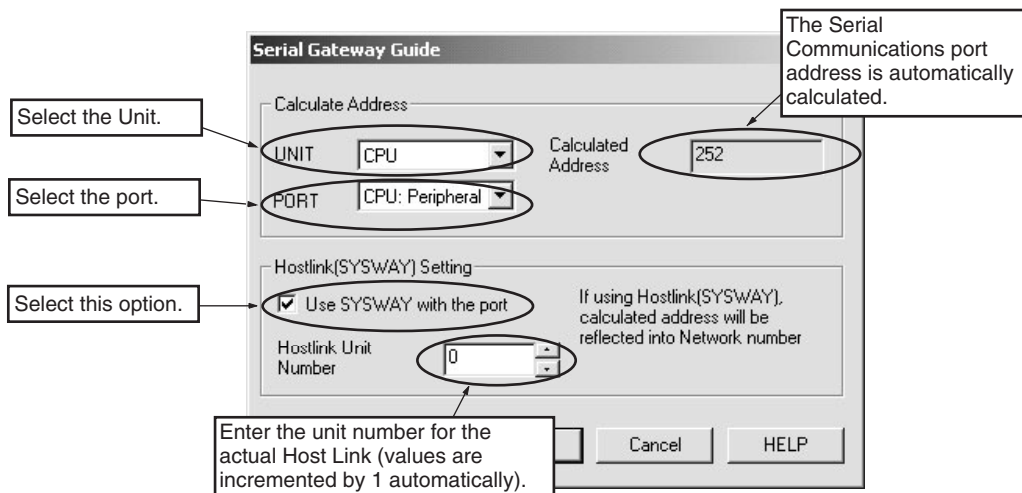 The Serial
Communications port
address is automatically
calculated.
Serial Gateway Guide
Calculate Address
Select the Unit.
UNIT
CPU
Calculated
Address
252
Select the port.
PORT
CPU: Peripheral
Hostlink(SYSWAY) Setting
Select this option.
Use SYSWAY with the port
If using Hostlink(SYSWAY),
calculated address will be
reflected into Network number
Hostlink Unit
Number
0
Enter the unit number for the
actual Host Link (values are
incremented by 1 automatically).
Cancel
HELP